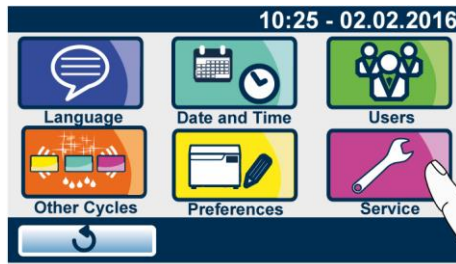 10:25 - 02.02.2016
Language
Date and Time
Users
Other Cycles
Preferences
Service